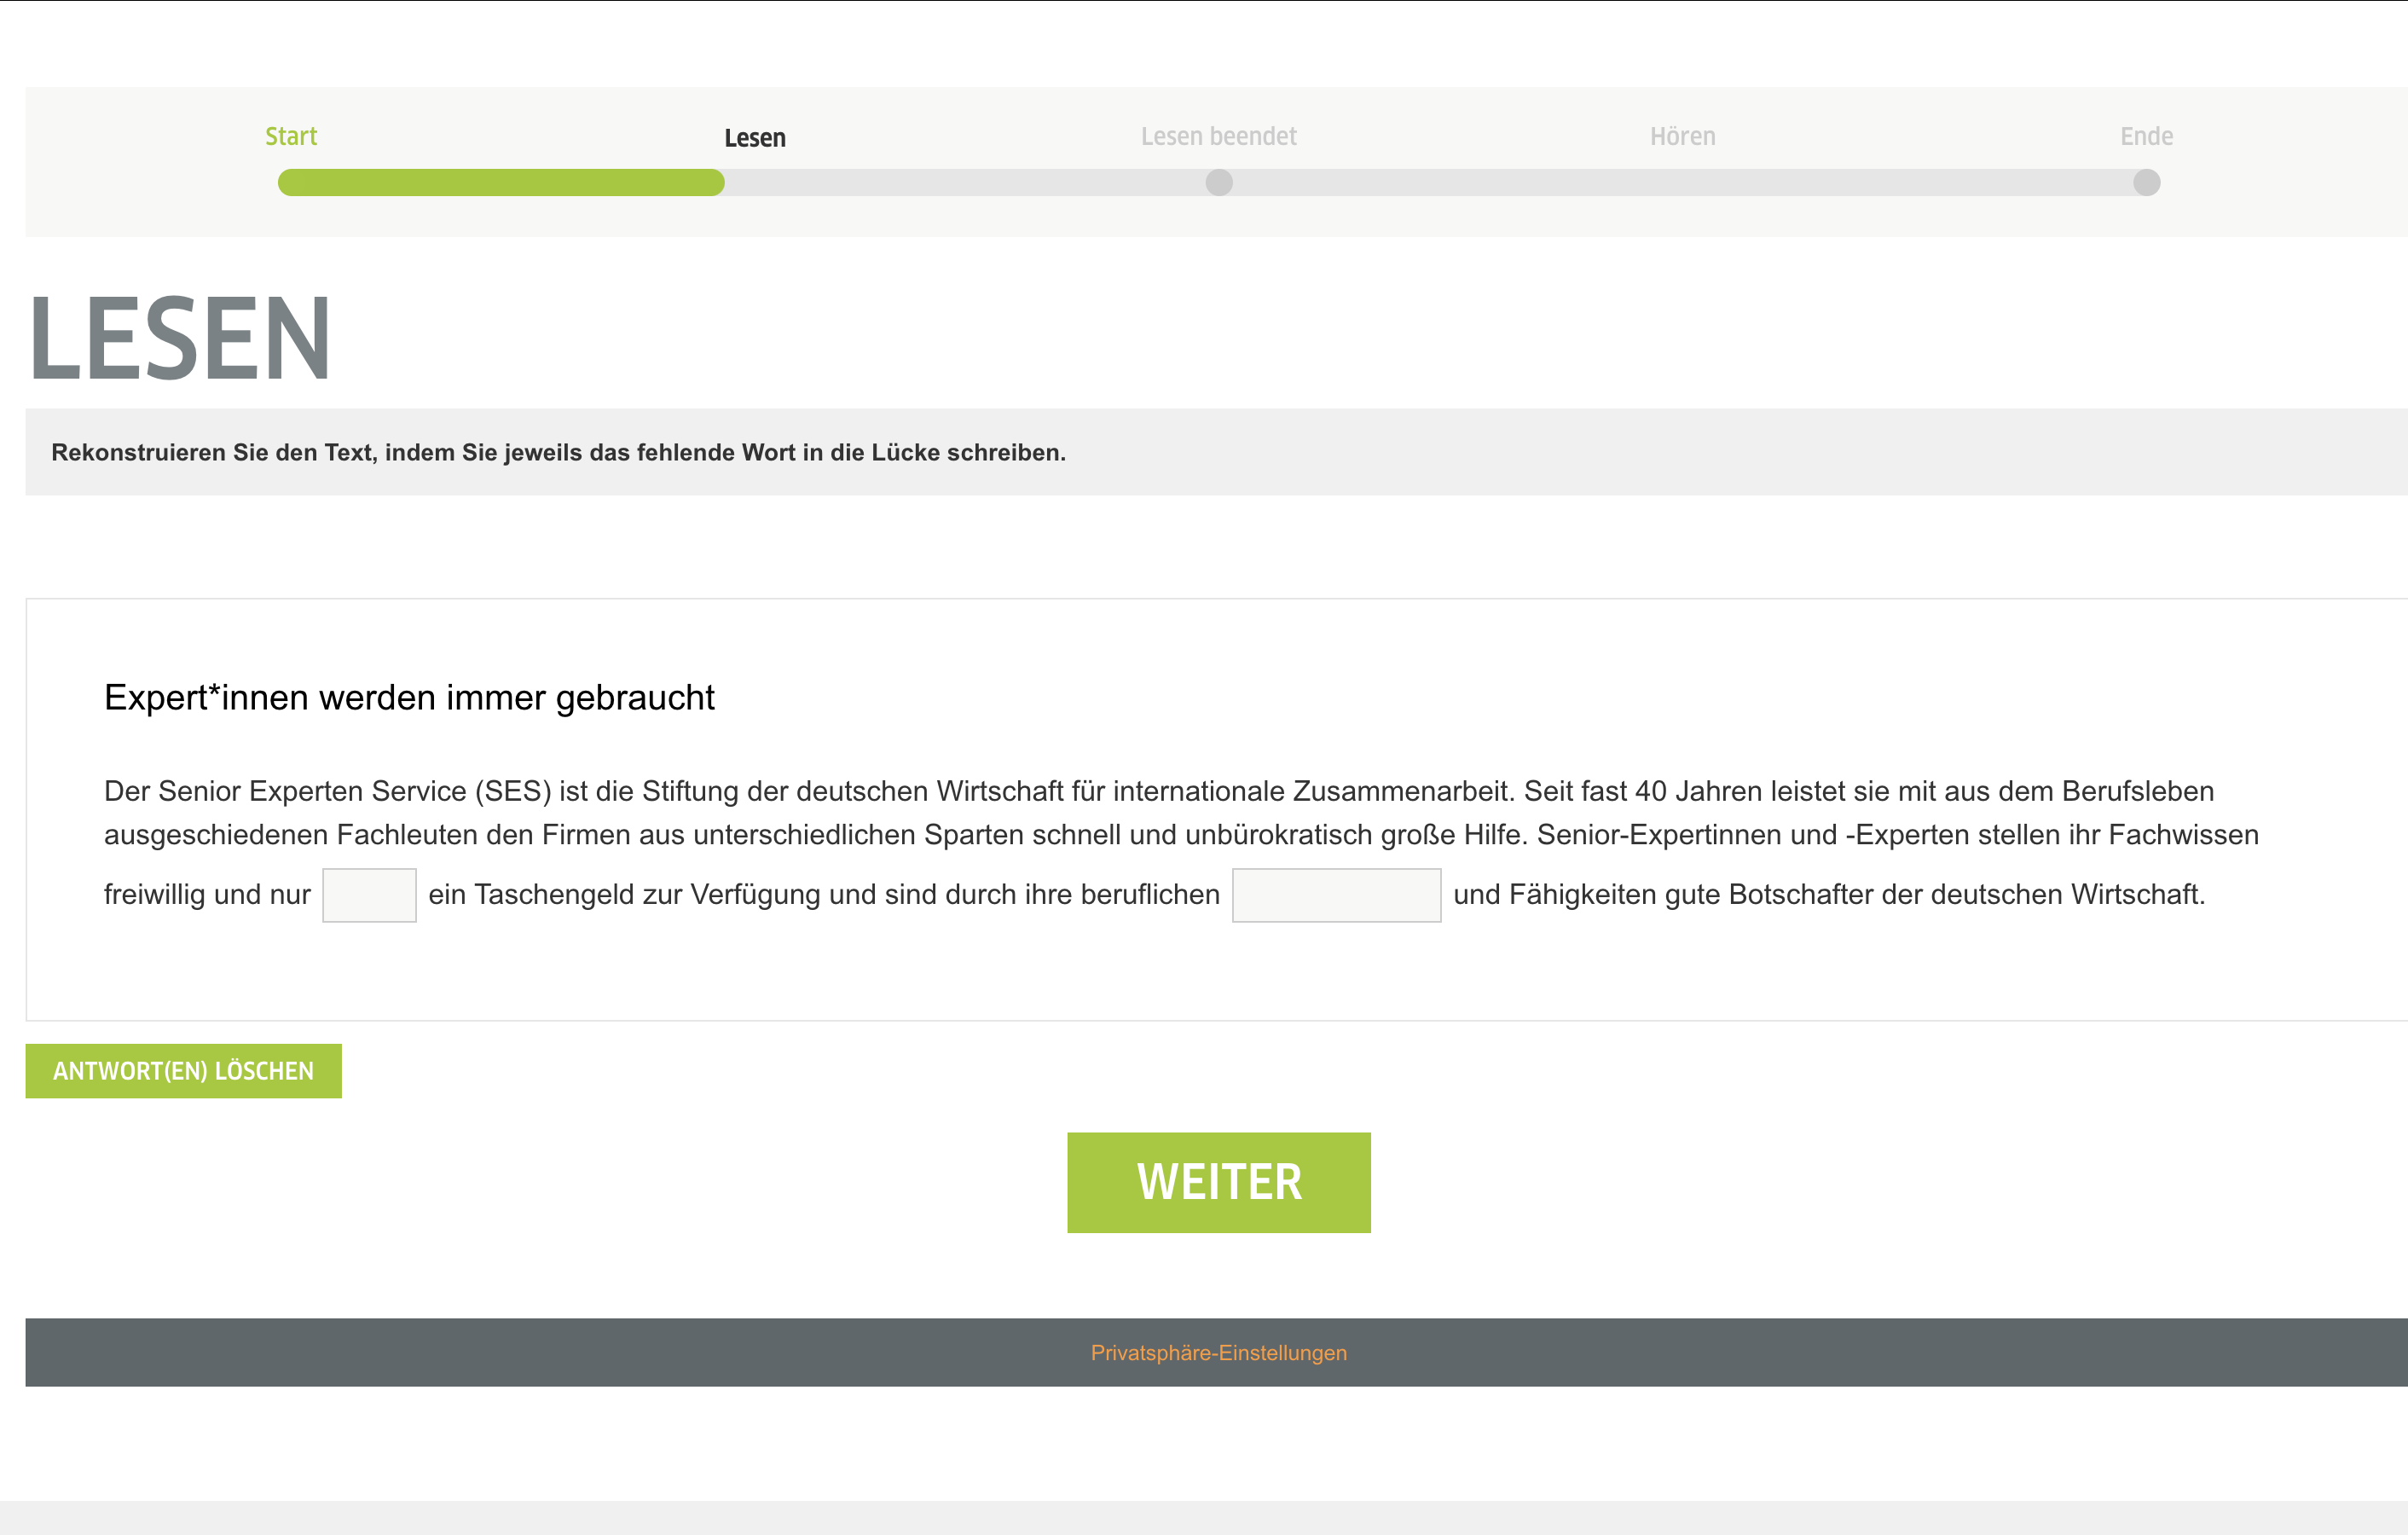 Start Lesen Lesen beendet Hören Ende
LESEN
Rekonstruieren Sie den Text, indem Sie jeweils das fehlende Wort in die Lücke schreiben.
Expert*innen werden immer gebraucht
Der Senior Experten Service (SES) ist die Stiftung der deutschen Wirtschaft für internationale Zusammenarbeit. Seit fast 40 Jahren leistet sie mit aus dem Berufsleben
ausgeschiedenen Fachleuten den Firmen aus unterschiedlichen Sparten schnell und unbürokratisch große Hilfe. Senior-Expertinnen und -Experten stellen ihr Fachwissen
freiwillig und nur ein Taschengeld zur Verfügung und sind durch ihre beruflichen und Fähigkeiten gute Botschafter der deutschen Wirtschaft.
ANTWORT(EN) LÖSCHEN
WEITER
Privatsphäre-Einstellungen